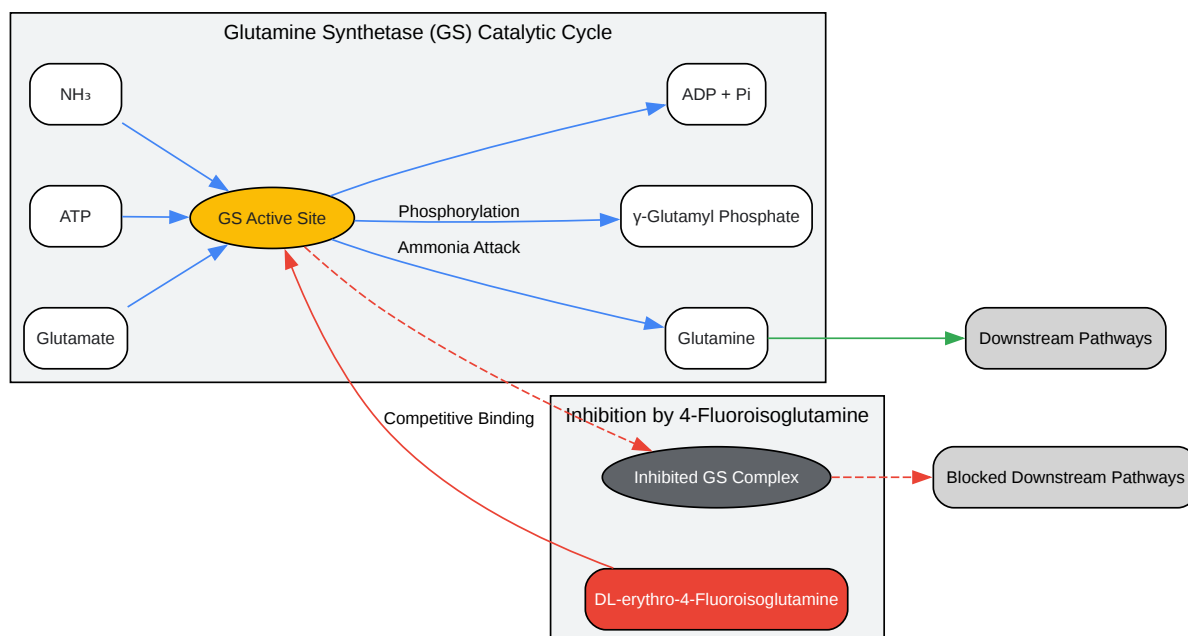 Glutamine Synthetase (GS) Catalytic Cycle
NH₃
ADP + Pi
ATP
GS Active Site
Phosphorylation
γ-Glutamyl Phosphate
Ammonia Attack
Glutamate
Glutamine
Downstream Pathways
Competitive Binding
Inhibition by 4-Fluoroisoglutamine
Inhibited GS Complex
Blocked Downstream Pathways
DL-erythro-4-Fluoroisoglutamine